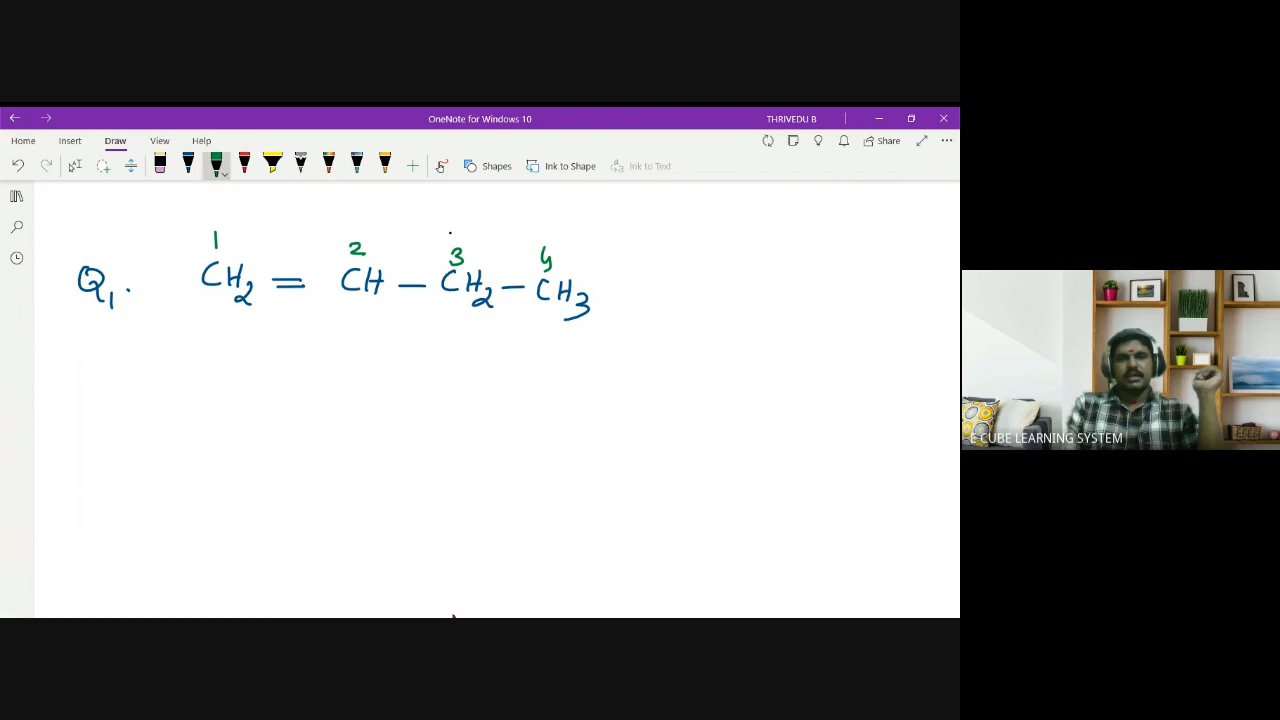 OneNote for Windows 10
THRIVEDU B
Home Insert Draw View Help
Share
Shapes Ink to Shape Ink to Text
1 2 3 4
Q1. CH2 = CH — CH2 — CH3
E CUBE LEARNING SYSTEM